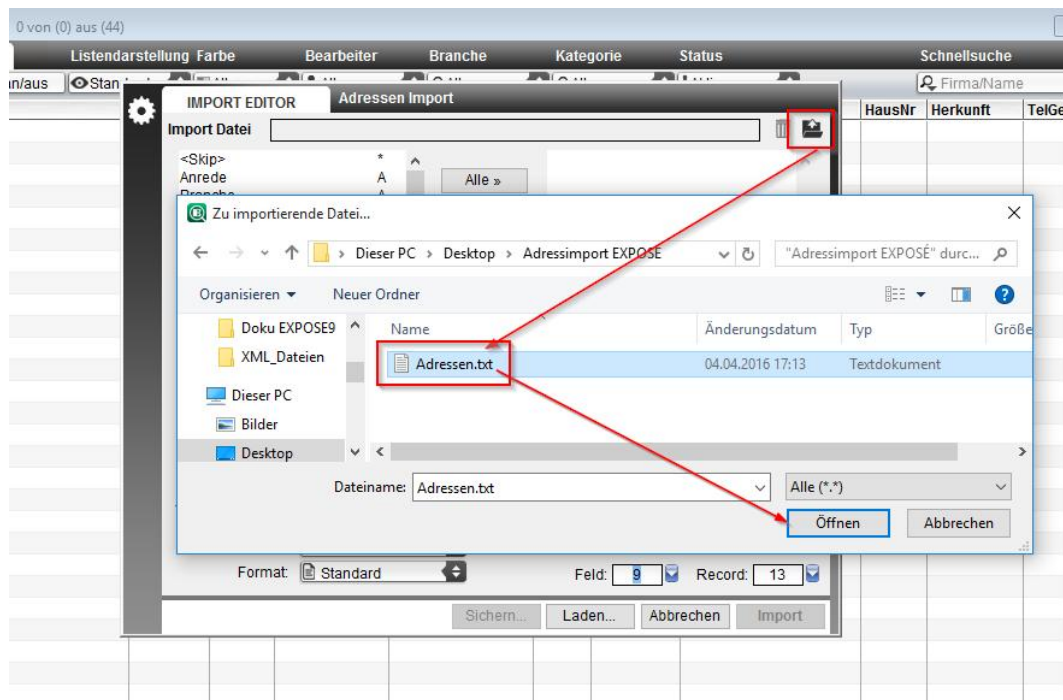 0 von (0) aus (44)
Listendarstellung Farbe Bearbeiter Branche Kategorie Status Schnellsuche
n/aus Stan Firma/Name
IMPORT EDITOR Adressen Import
HausNr Herkunft TelGe
Import Datei
<Skip> *
Anrede A
Alle »
Branche A
Zu importierende Datei...
Dieser PC > Desktop > Adressimport EXPOSÉ "Adressimport EXPOSÉ" durc...
Organisieren Neuer Ordner
Doku EXPOSE9 Name Änderungsdatum Typ Größe
XML_Dateien Adressen.txt 04.04.2016 17:13 Textdokument
Dieser PC
Bilder
Desktop
Dateiname: Adressen.txt Alle (*.*)
Öffnen Abbrechen
Format: Standard Feld: 9 Record: 13
Sichern... Laden... Abbrechen Import